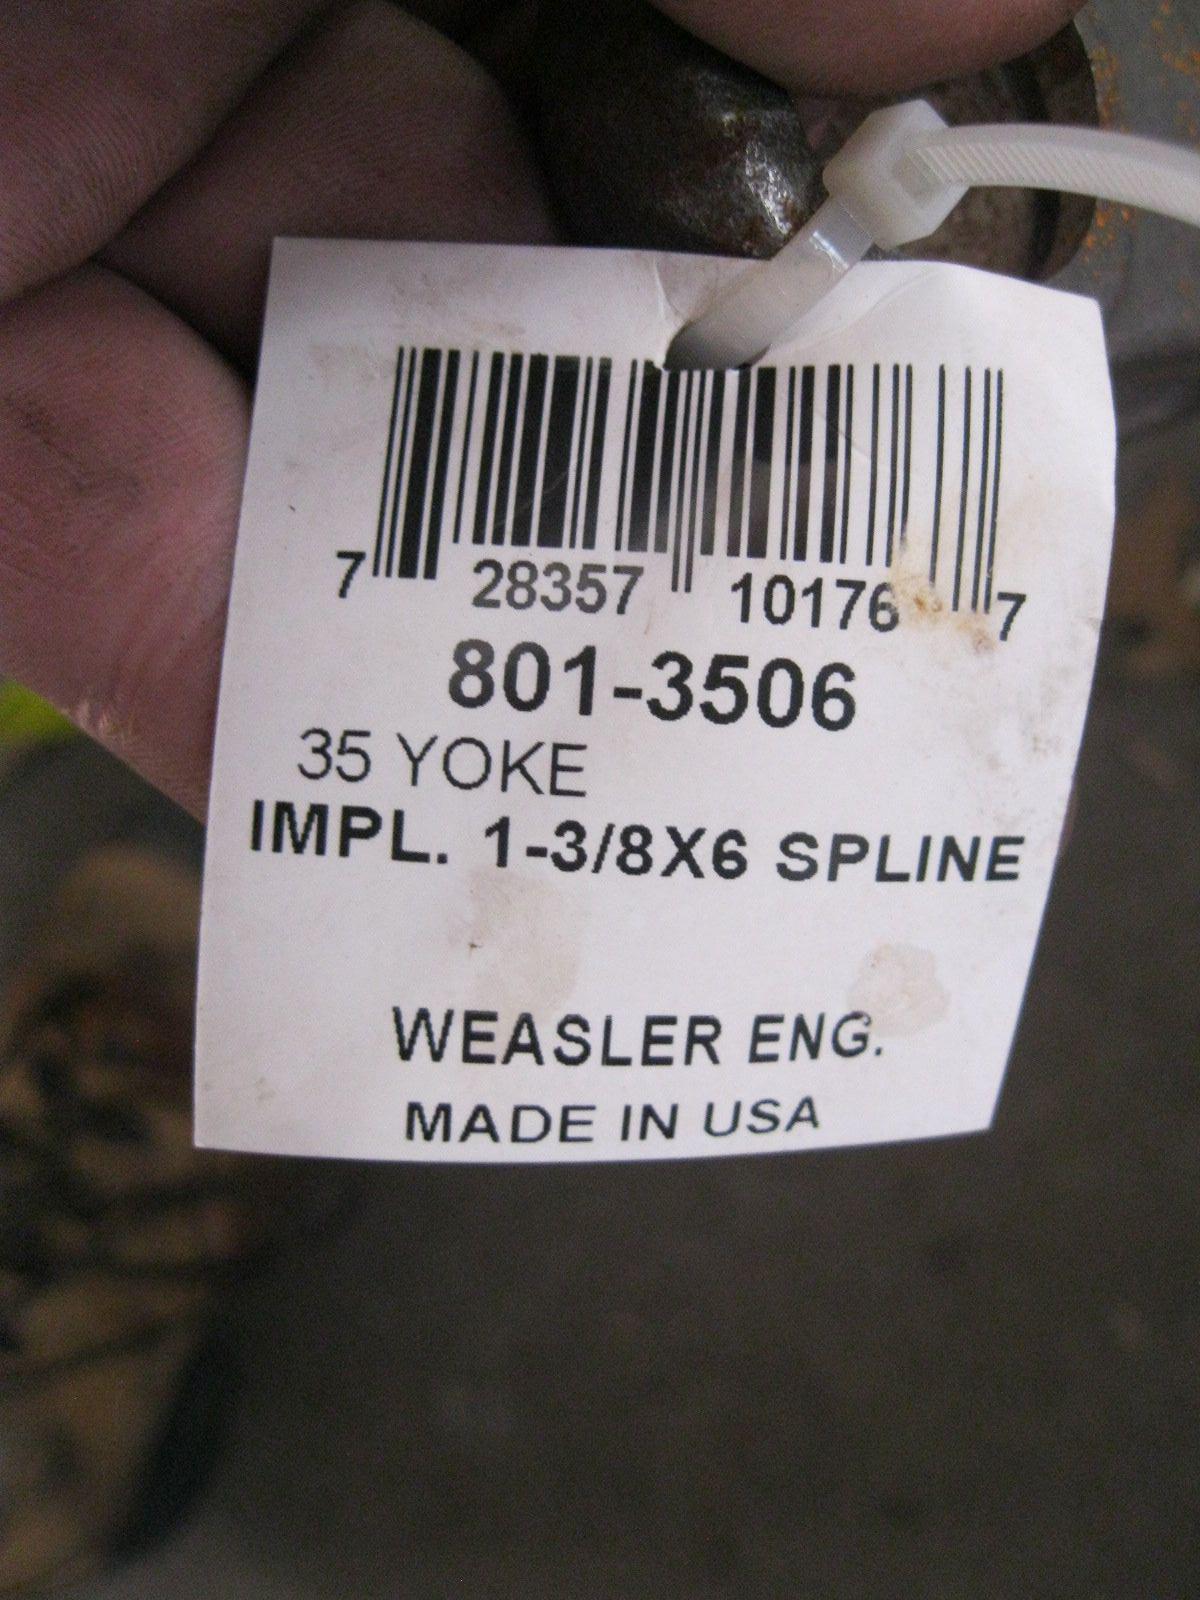 7 28357 10176 7
801-3506
35 YOKE
IMPL. 1-3/8X6 SPLINE
WEASLER ENG.
MADE IN USA